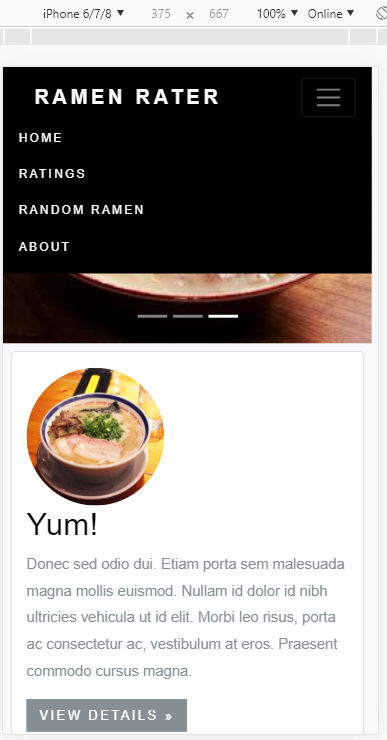 iPhone 6/7/8 ▼ 375 × 667 100% ▼ Online ▼
RAMEN RATER
HOME
RATINGS
RANDOM RAMEN
ABOUT
Yum!
Donec sed odio dui. Etiam porta sem malesuada
magna mollis euismod. Nullam id dolor id nibh
ultricies vehicula ut id elit. Morbi leo risus, porta
ac consectetur ac, vestibulum at eros. Praesent
commodo cursus magna.
VIEW DETAILS »